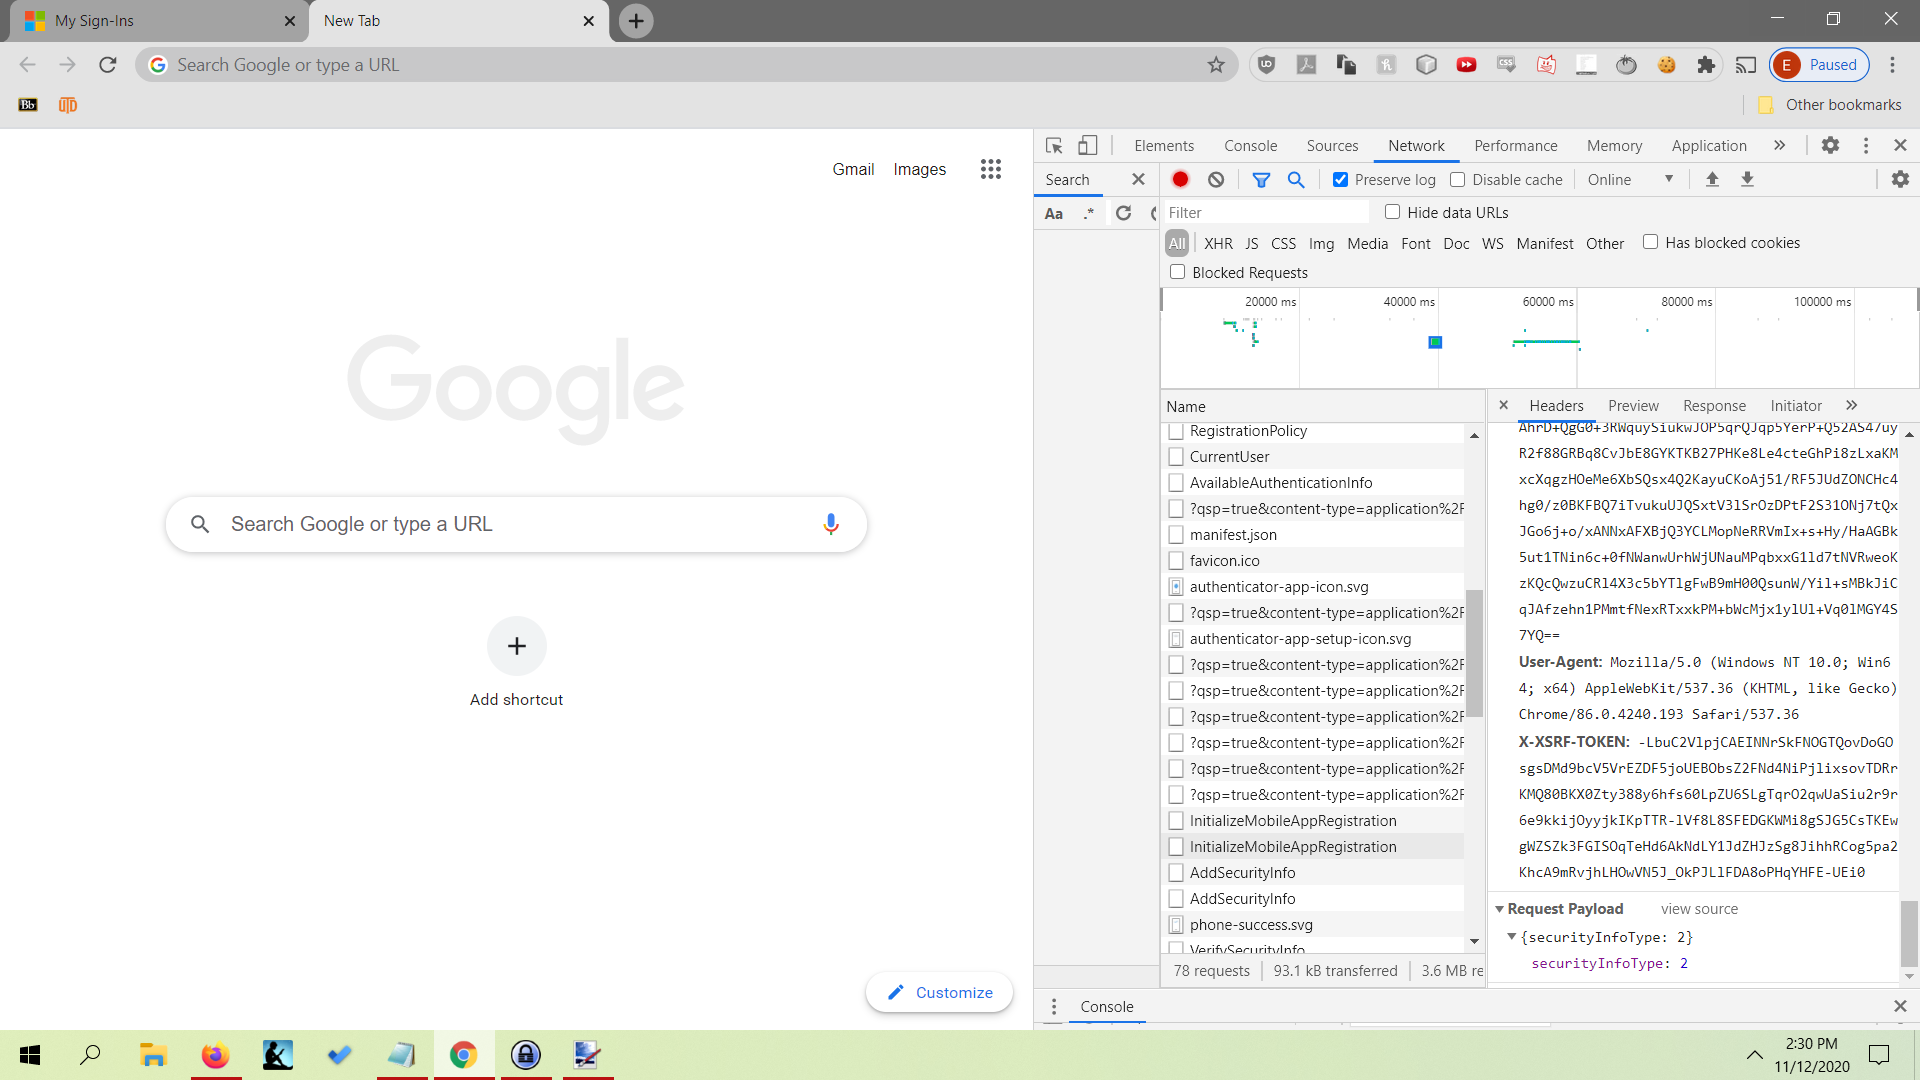 My Sign-Ins
New Tab
Search Google or type a URL
E Paused
Bb
UTD
Other bookmarks
Gmail Images
Google
Search Google or type a URL
Add shortcut
Customize
Elements Console Sources Network Performance Memory Application
Search
Preserve log Disable cache Online
Aa .*
Filter Hide data URLs
All XHR JS CSS Img Media Font Doc WS Manifest Other Has blocked cookies
Blocked Requests
20000 ms 40000 ms 60000 ms 80000 ms 100000 ms
Name
RegistrationPolicy
CurrentUser
AvailableAuthenticationInfo
?qsp=true&content-type=application%2F
manifest.json
favicon.ico
authenticator-app-icon.svg
?qsp=true&content-type=application%2F
authenticator-app-setup-icon.svg
?qsp=true&content-type=application%2F
?qsp=true&content-type=application%2F
?qsp=true&content-type=application%2F
?qsp=true&content-type=application%2F
?qsp=true&content-type=application%2F
?qsp=true&content-type=application%2F
InitializeMobileAppRegistration
InitializeMobileAppRegistration
AddSecurityInfo
AddSecurityInfo
phone-success.svg
VerifySecurityInfo
78 requests 93.1 kB transferred 3.6 MB re
Headers Preview Response Initiator
AhrD+QgG0+3RWquySiukwJOP5qrQJqp5YerP+Q52AS47uy
R2f88GRBq8CvJbE8GYKTKB27PHKe8Le4cteGhPi8zLxaKM
xcXqgzHOeMe6XbSQsx4Q2KayuCKoAj51/RF5JUdZONCHc4
hg0/z0BKFBQ7iTvukuUJQSxtV3lSrOzDPtF2S31ONj7tQx
JGo6j+o/xANNxAFXBjQ3YCLMopNeRRVmIx+s+Hy/HaAGBk
5ut1TNin6c+0fNWanwUrhWjUNauMPqbxxG1ld7tNVRweoK
zKQcQwzuCRl4X3c5bYTlgFwB9mH00QsunW/Yil+sMBkJiC
qJAfzehn1PMmtfNexRTxxkPM+bWcMjx1ylUl+Vq0lMGY4S
7YQ==
User-Agent: Mozilla/5.0 (Windows NT 10.0; Win6
4; x64) AppleWebKit/537.36 (KHTML, like Gecko)
Chrome/86.0.4240.193 Safari/537.36
X-XSRF-TOKEN: -LbuC2VlpjCAEINNrSkFNOGTQovDoGO
sgsDMd9bcV5VrEZDF5joUEBObsZ2FNd4NiPjlixsovTDRr
KMQ80BKX0Zty388y6hfs60LpZU6SLgTqrO2qwUaSiu2r9r
6e9kkijOyyjkIKpTTR-lVf8L8SFEDGKWMi8gSJG5CsTKEw
gWZSZk3FGISOqTeHd6AkNdLY1JdZHJzSg8JihhRCog5pa2
KhcA9mRvjhLHOwVN5J_OkPJLlFDA8oPHqYHFE-UEi0
Request Payload view source
{securityInfoType: 2}
securityInfoType: 2
Console
2:30 PM
11/12/2020